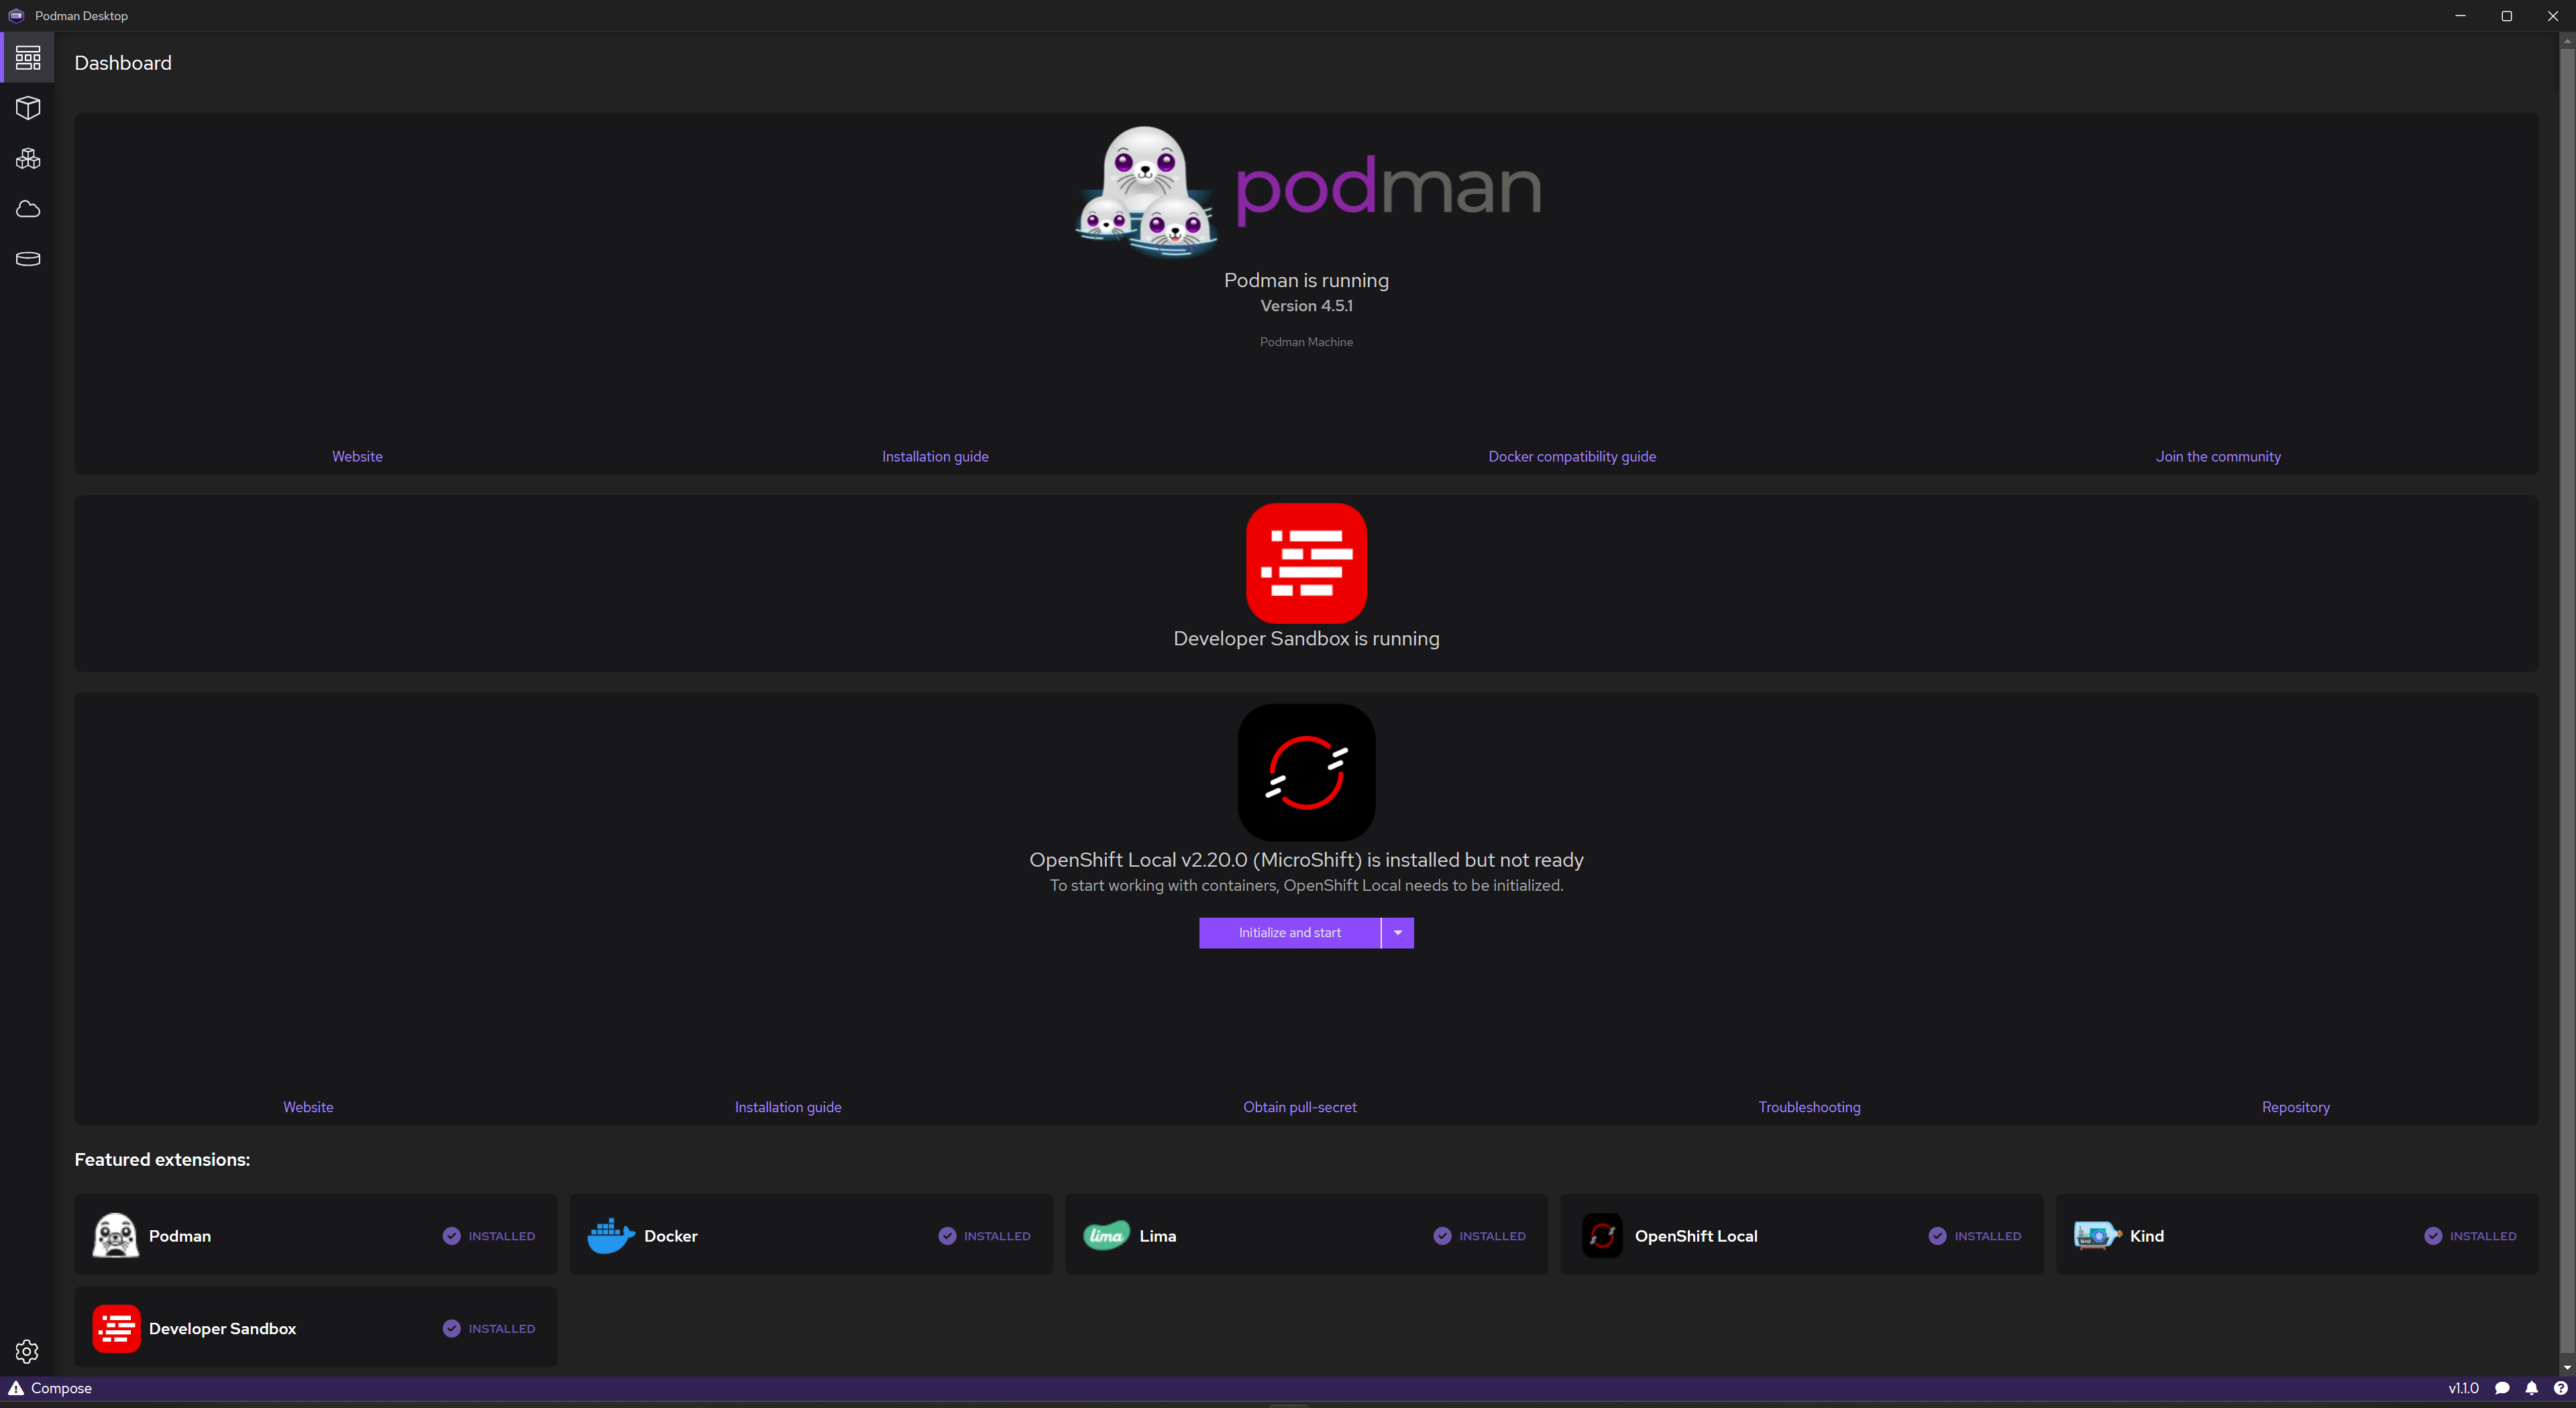 Podman Desktop
Dashboard
podman
Podman is running
Version 4.5.1
Podman Machine
Website
Installation guide
Docker compatibility guide
Join the community
Developer Sandbox is running
OpenShift Local v2.20.0 (MicroShift) is installed but not ready
To start working with containers, OpenShift Local needs to be initialized.
Initialize and start
Website
Installation guide
Obtain pull-secret
Troubleshooting
Repository
Featured extensions:
Podman
INSTALLED
Docker
INSTALLED
lima
Lima
INSTALLED
OpenShift Local
INSTALLED
Kind
INSTALLED
Developer Sandbox
INSTALLED
Compose
v1.1.0